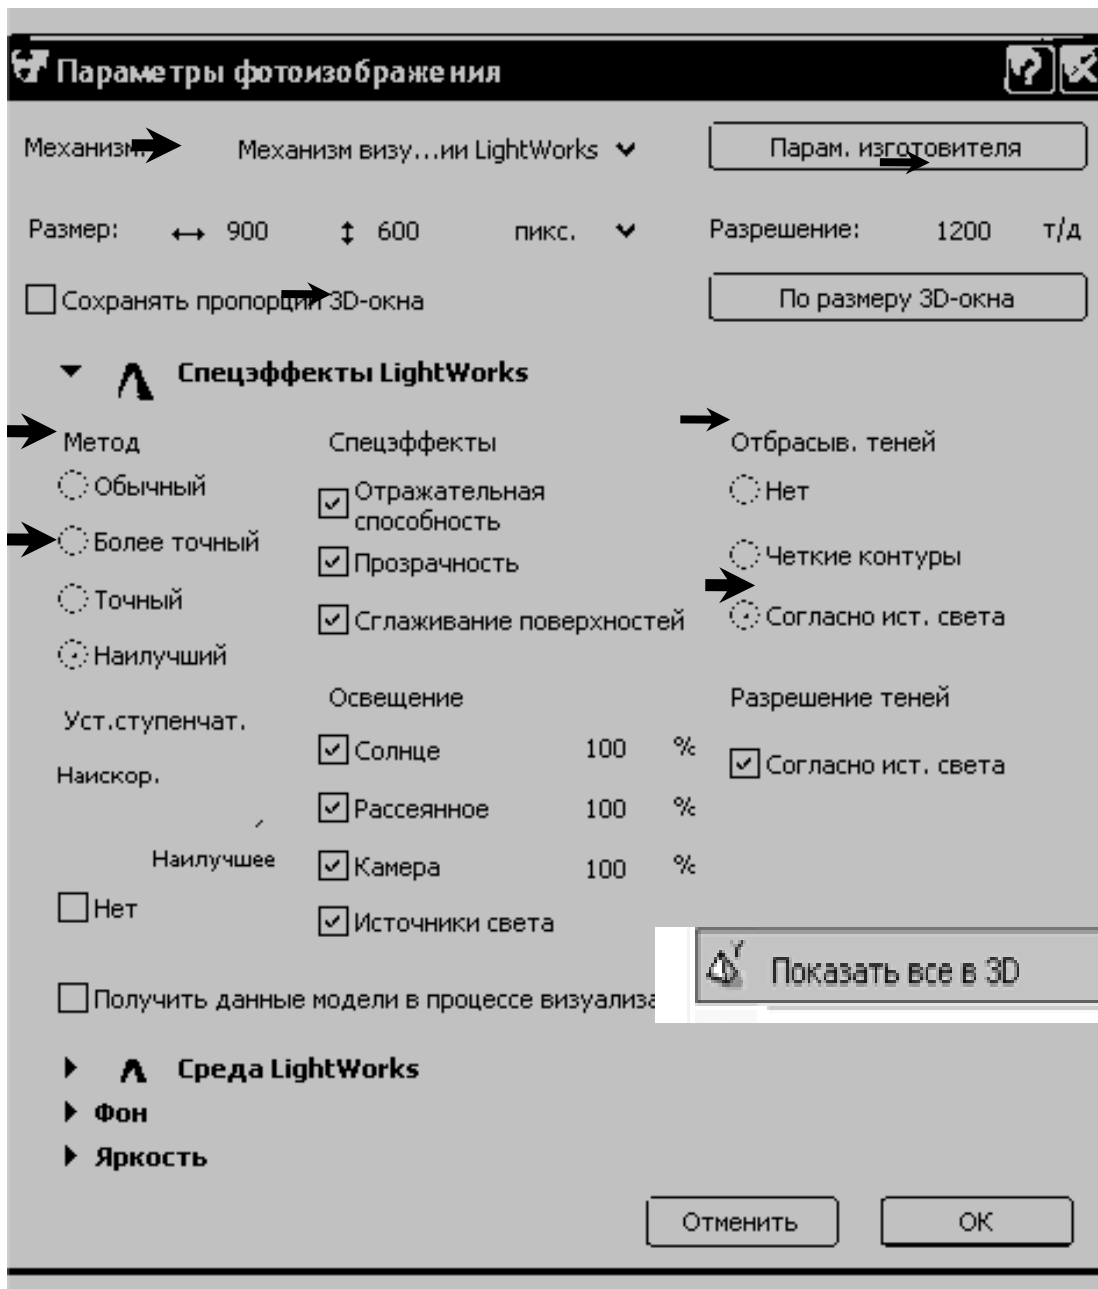 Параметры фотоизображения
Механизм: Механизм визу...ии LightWorks Парам. изготовителя
Размер: 900 600 пикс. Разрешение: 1200 т/д
Сохранять пропорции 3D-окна По размеру 3D-окна
Спецэффекты LightWorks
Метод
Обычный
Более точный
Точный
Наилучший
Уст.ступенчат.
Наискор.
Наилучшее
Нет
Спецэффекты
Отражательная
способность
Прозрачность
Сглаживание поверхностей
Освещение
Солнце 100 %
Рассеянное 100 %
Камера 100 %
Источники света
Отбрасыв. теней
Нет
Четкие контуры
Согласно ист. света
Разрешение теней
Согласно ист. света
Получить данные модели в процессе визуализа
Показать все в 3D
Среда LightWorks
Фон
Яркость
Отменить OK